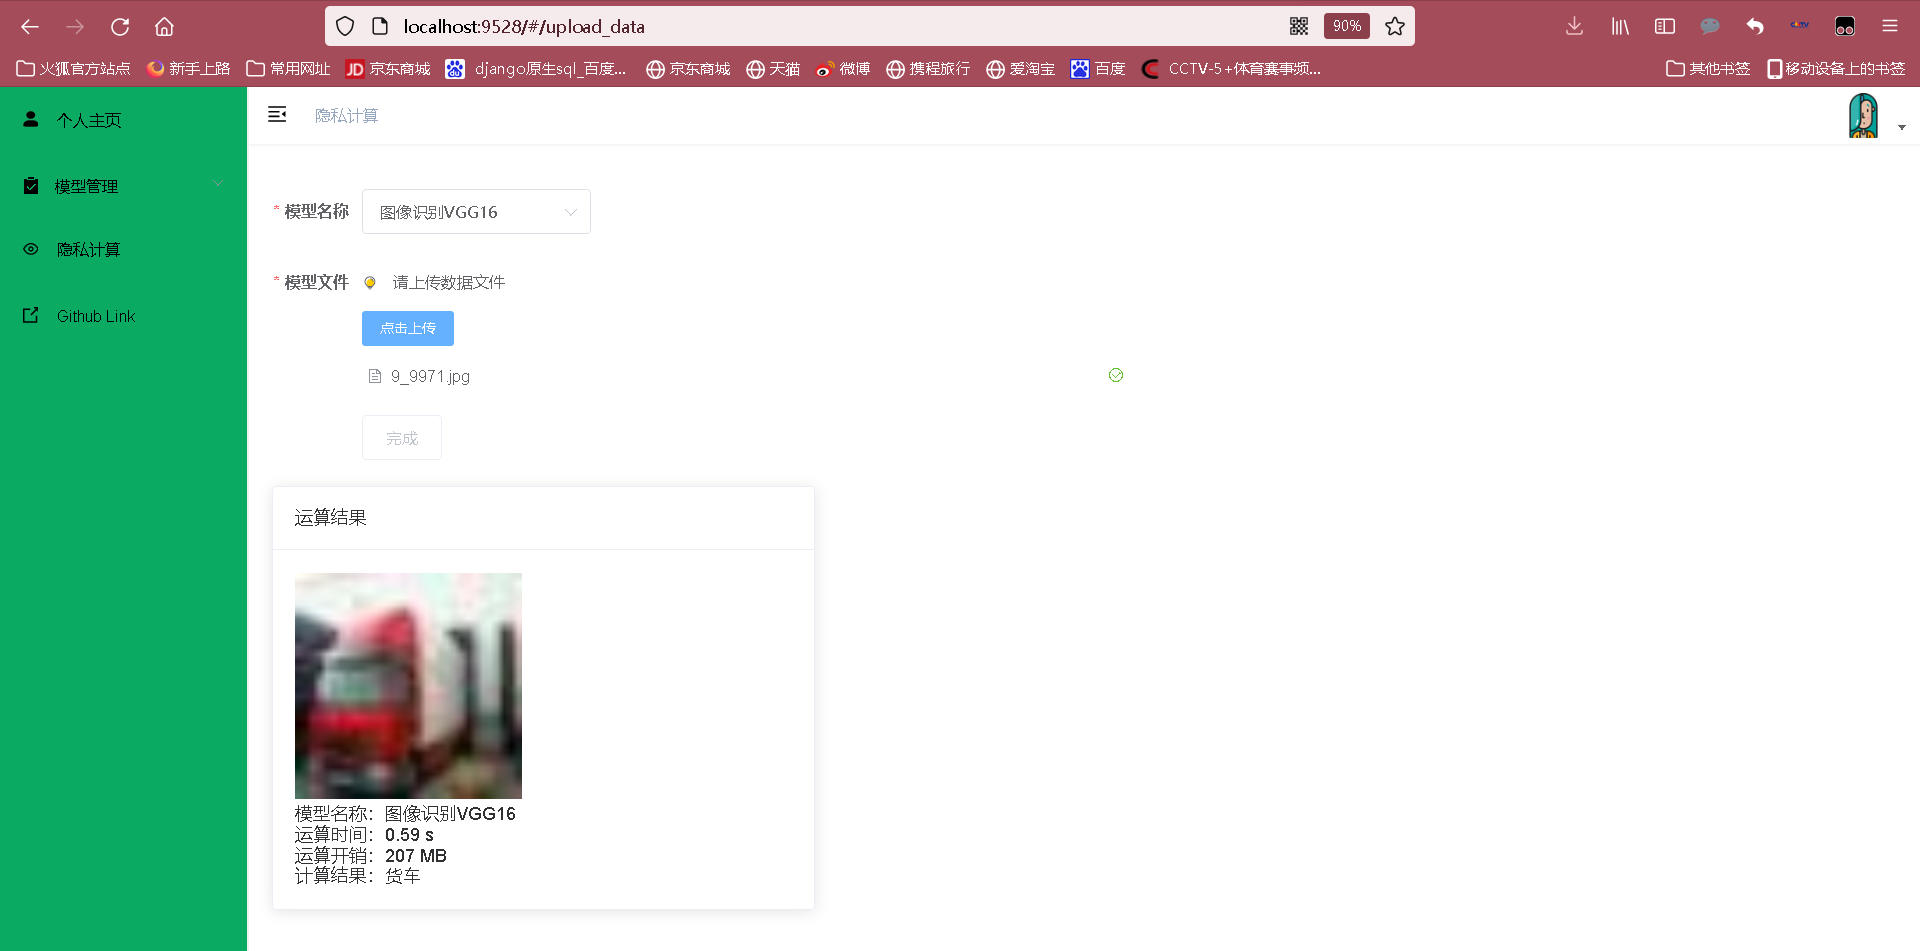 localhost:9528/#/upload_data
90%
火狐官方站点
新手上路
常用网址
JD 京东商城
django原生sql_百度...
京东商城
天猫
微博
携程旅行
爱淘宝
百度
CCTV-5+体育赛事频...
其他书签
移动设备上的书签
个人主页
模型管理
隐私计算
Github Link
隐私计算
* 模型名称 图像识别VGG16
* 模型文件 请上传数据文件
点击上传
9_9971.jpg
完成
运算结果
模型名称：图像识别VGG16
运算时间：0.59 s
运算开销：207 MB
计算结果：货车